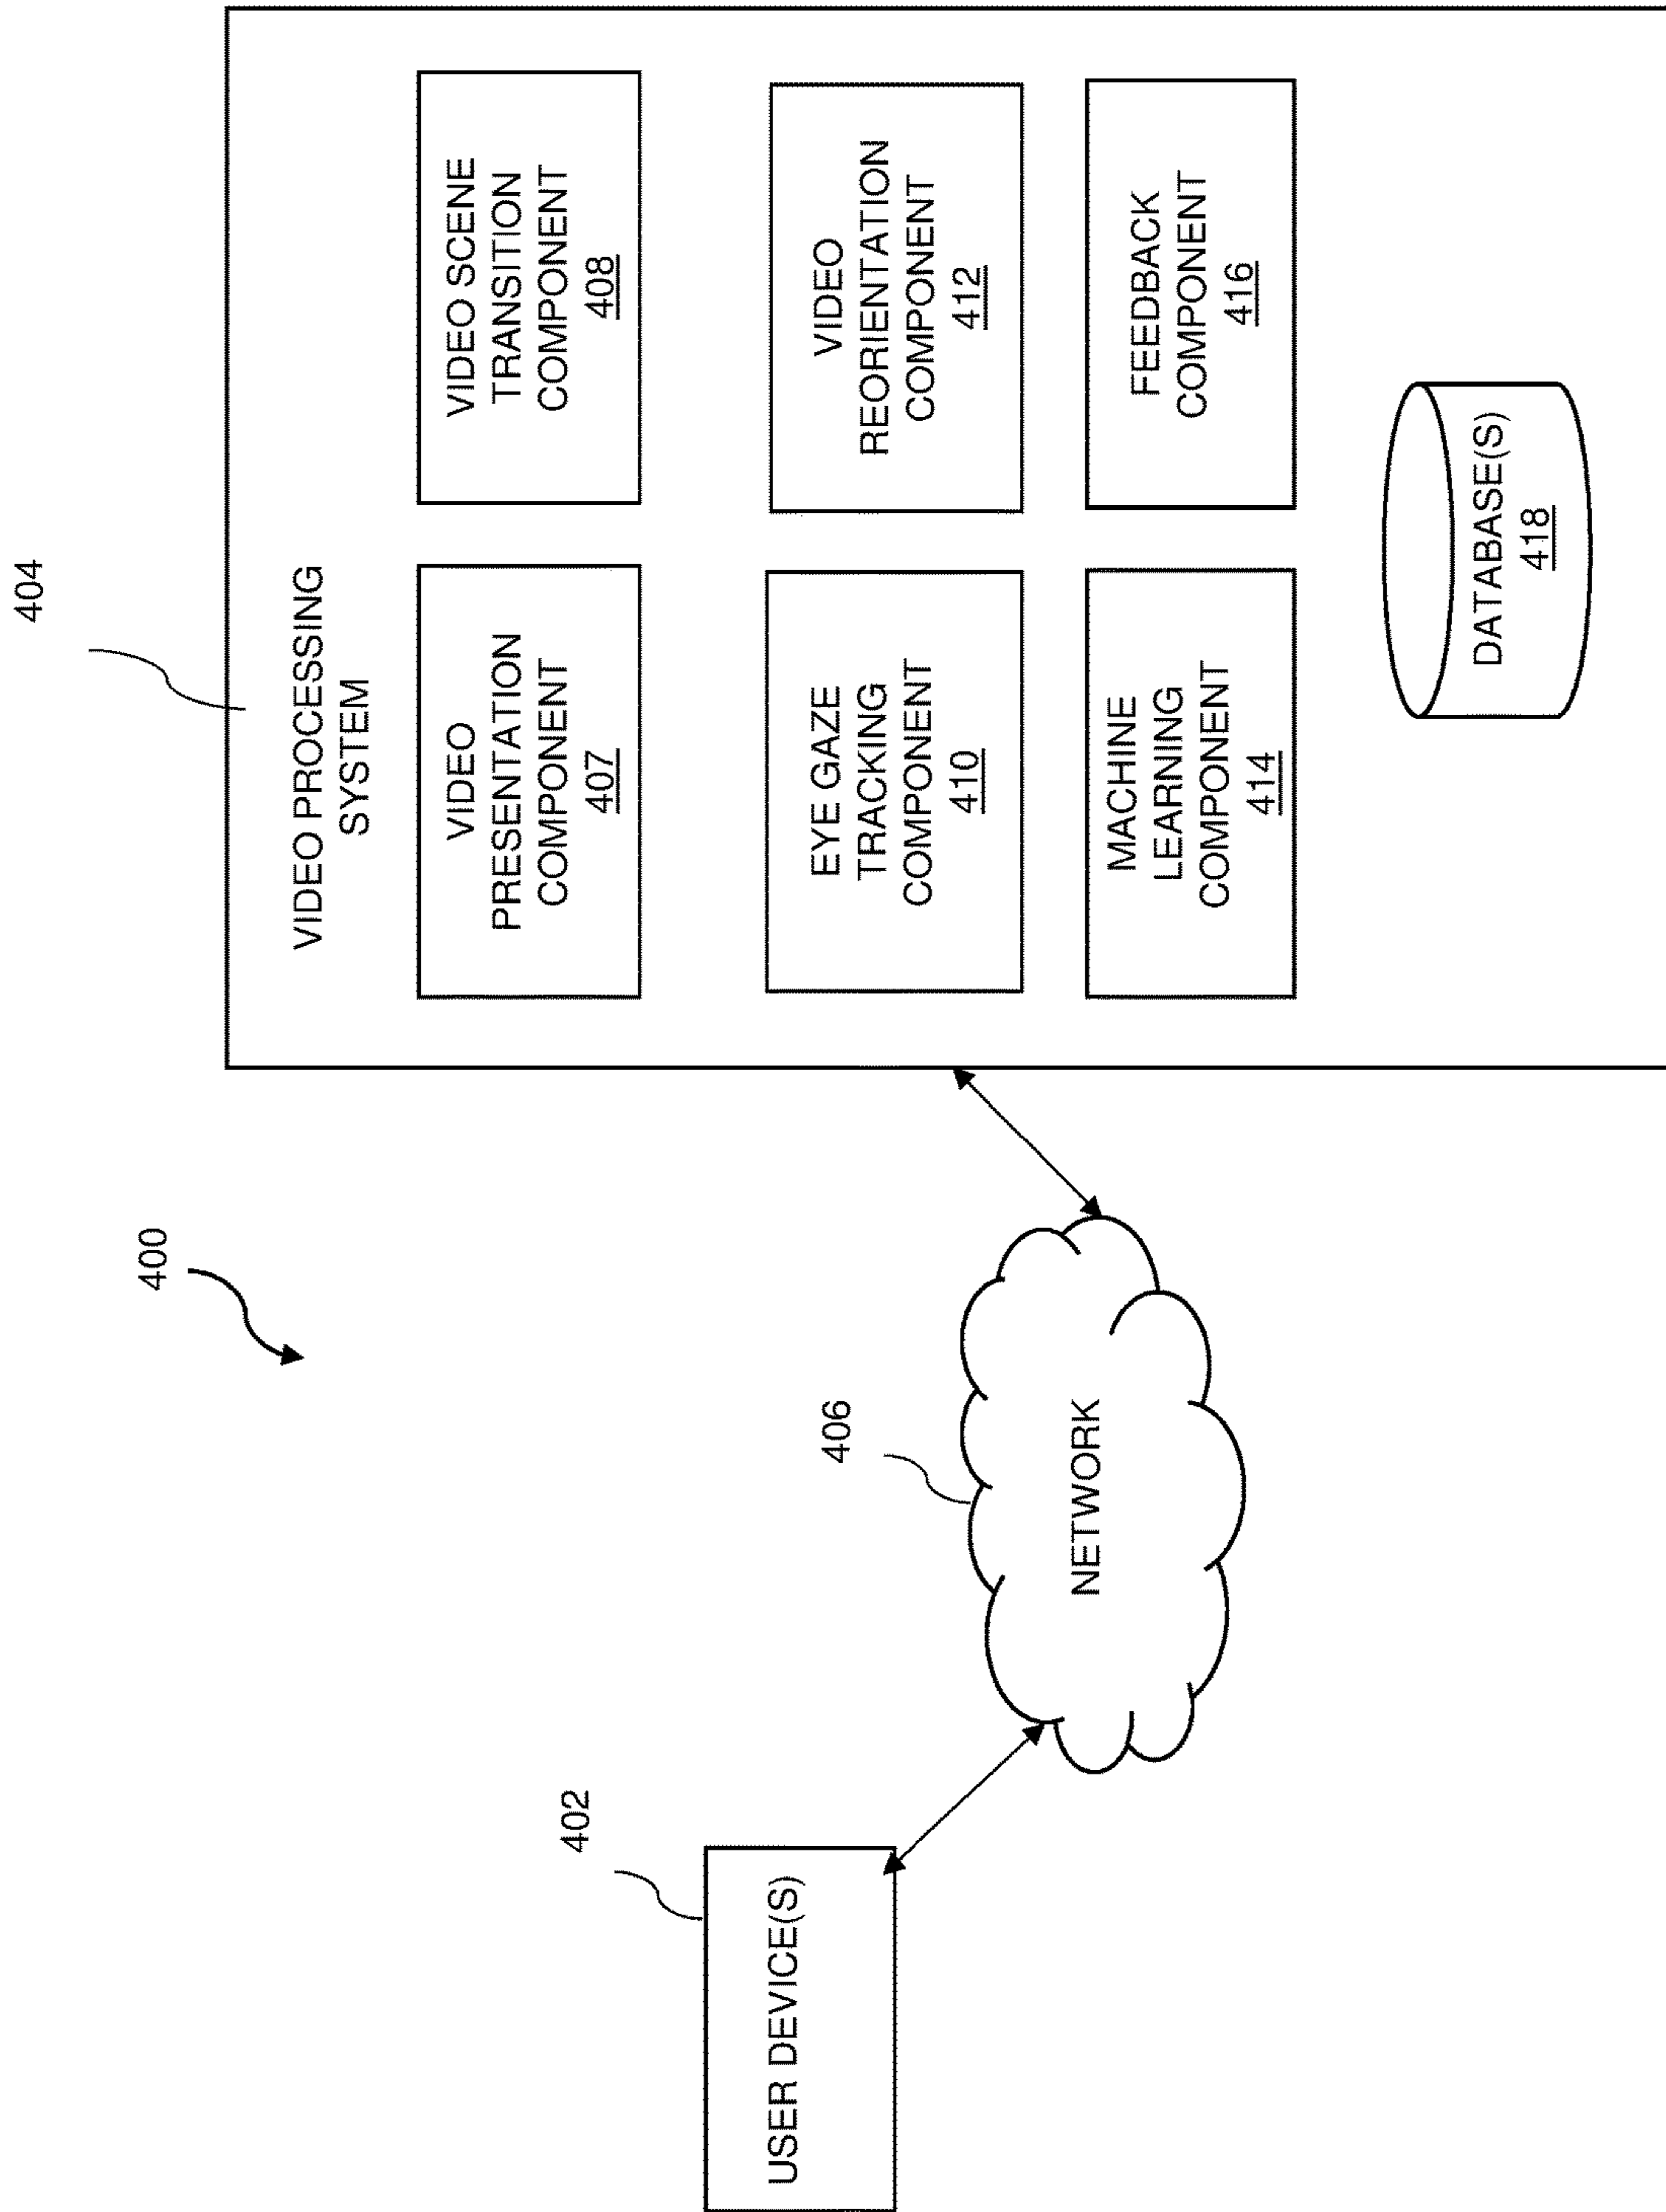 400
404
402
406
USER DEVICE(S)
NETWORK
VIDEO PROCESSING
SYSTEM
VIDEO
PRESENTATION
COMPONENT
407
VIDEO SCENE
TRANSITION
COMPONENT
408
EYE GAZE
TRACKING
COMPONENT
410
VIDEO
REORIENTATION
COMPONENT
412
MACHINE
LEARNING
COMPONENT
414
FEEDBACK
COMPONENT
416
DATABASE(S)
418